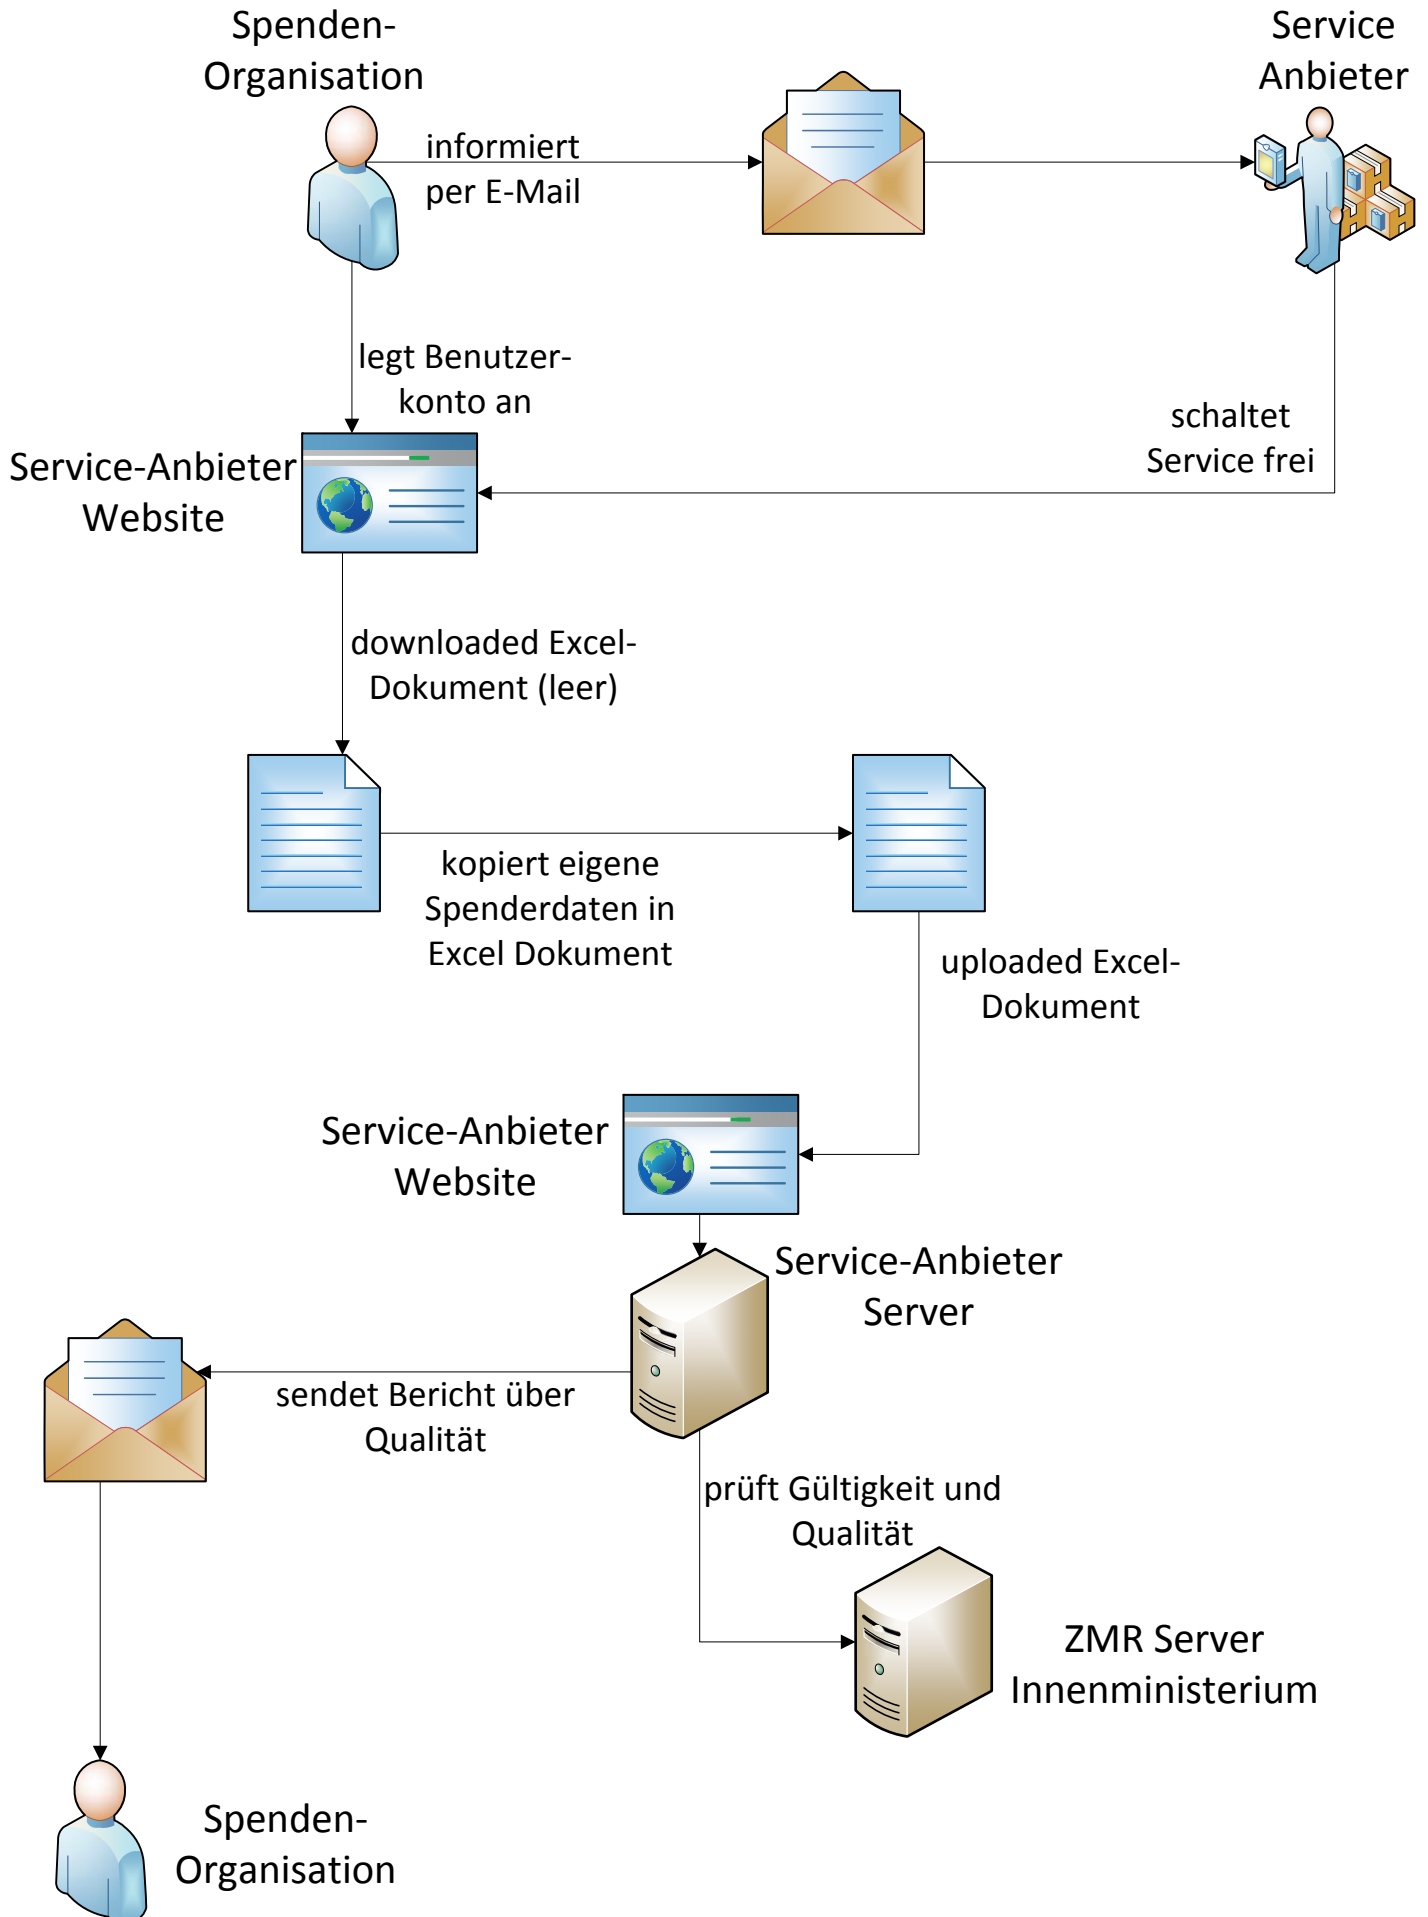 Spenden-
Organisation
Service
Anbieter
informiert
per E-Mail
legt Benutzer-
konto an
schaltet
Service frei
Service-Anbieter
Website
downloaded Excel-
Dokument (leer)
kopiert eigene
Spenderdaten in
Excel Dokument
uploaded Excel-
Dokument
Service-Anbieter
Website
Service-Anbieter
Server
sendet Bericht über
Qualität
prüft Gültigkeit und
Qualität
ZMR Server
Innenministerium
Spenden-
Organisation